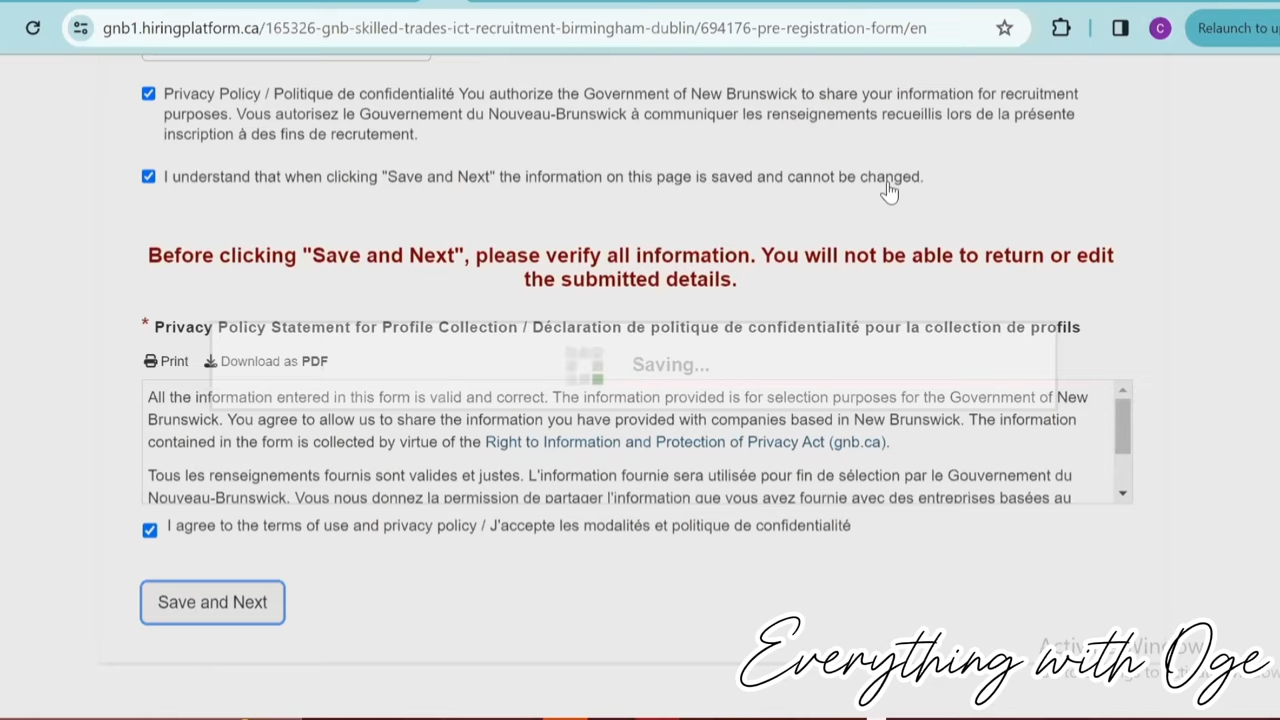 gnb1.hiringplatform.ca/165326-gnb-skilled-trades-ict-recruitment-birmingham-dublin/694176-pre-registration-form/en
C
Relaunch to u
Privacy Policy / Politique de confidentialité You authorize the Government of New Brunswick to share your information for recruitment
purposes. Vous autorisez le Gouvernement du Nouveau-Brunswick à communiquer les renseignements recueillis lors de la présente
inscription à des fins de recrutement.
I understand that when clicking "Save and Next" the information on this page is saved and cannot be changed.
Before clicking "Save and Next", please verify all information. You will not be able to return or edit
the submitted details.
* Privacy Policy Statement for Profile Collection / Déclaration de politique de confidentialité pour la collection de profils
Print Download as PDF
Saving...
All the information entered in this form is valid and correct. The information provided is for selection purposes for the Government of New
Brunswick. You agree to allow us to share the information you have provided with companies based in New Brunswick. The information
contained in the form is collected by virtue of the Right to Information and Protection of Privacy Act (gnb.ca).
Tous les renseignements fournis sont valides et justes. L'information fournie sera utilisée pour fin de sélection par le Gouvernement du
Nouveau-Brunswick. Vous nous donnez la permission de partager l'information que vous avez fournie avec des entreprises basées au
I agree to the terms of use and privacy policy / J'accepte les modalités et politique de confidentialité
Save and Next
Everything with Oge